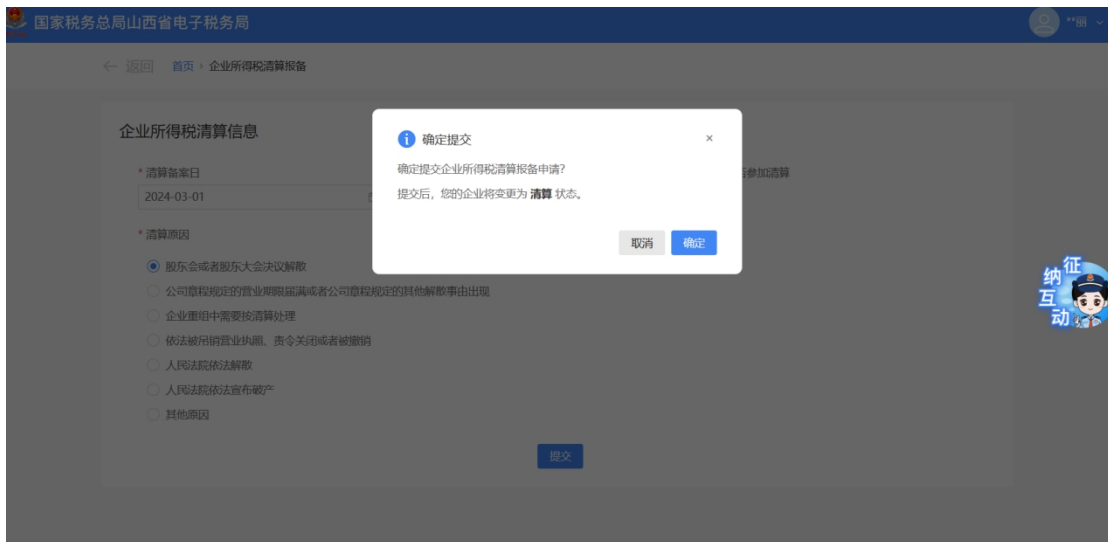 国家税务总局山西省电子税务局
**丽
返回 首页 企业所得税清算报备
企业所得税清算信息
确定提交
确定提交企业所得税清算报备申请?
提交后，您的企业将变更为 清算 状态。
取消 确定
* 清算备案日
参加清算
2024-03-01
* 清算原因
股东会或者股东大会决议解散
公司章程规定的营业期限届满或者公司章程规定的其他解散事由出现
企业重组中需要按清算处理
依法被吊销营业执照、责令关闭或者被撤销
人民法院依法解散
人民法院依法宣布破产
其他原因
提交
征纳互动